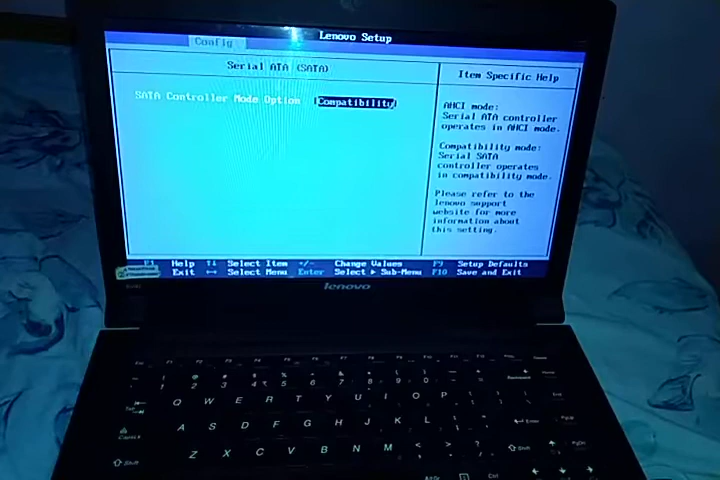 Lenovo Setup
Config
Serial ATA (SATA)
Item Specific Help
SATA Controller Mode Option [Compatibility]
AHCI mode:
Serial ATA controller
operates in AHCI mode.
Compatibility mode:
Serial SATA
controller operates
in compatibility mode.
Please refer to the
lenovo support
website for more
information about
this setting.
F1 Help ↑↓ Select Item +/- Change Values F9 Setup Defaults
Exit ↔ Select Menu Enter Select ▶ Sub-Menu F10 Save and Exit
lenovo
Q W E R T Y U I O P
A S D F G H J K L
Z X C V B N M